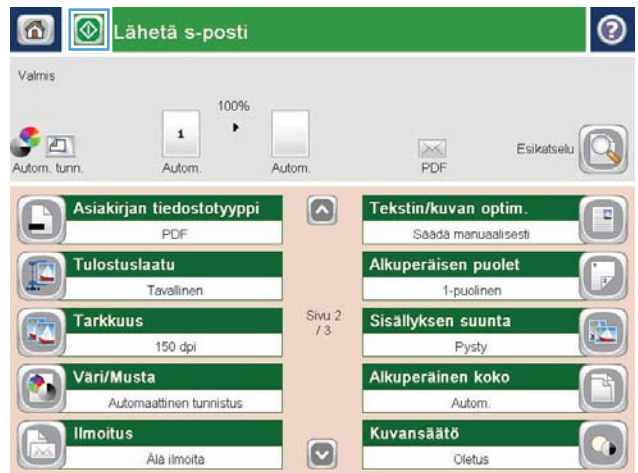 Lähetä s-posti
Valmis
100%
1
Autom. tunn.
Autom.
Autom.
PDF
Esikatselu
Asiakirjan tiedostotyyppi
PDF
Tekstin/kuvan optim.
Säädä manuaalisesti
Tulostuslaatu
Tavallinen
Alkuperäisen puolet
1-puolinen
Tarkkuus
150 dpi
Sivu 2
/ 3
Sisällyksen suunta
Pysty
Väri/Musta
Automaattinen tunnistus
Alkuperäinen koko
Autom.
Ilmoitus
Älä ilmoita
Kuvansäätö
Oletus